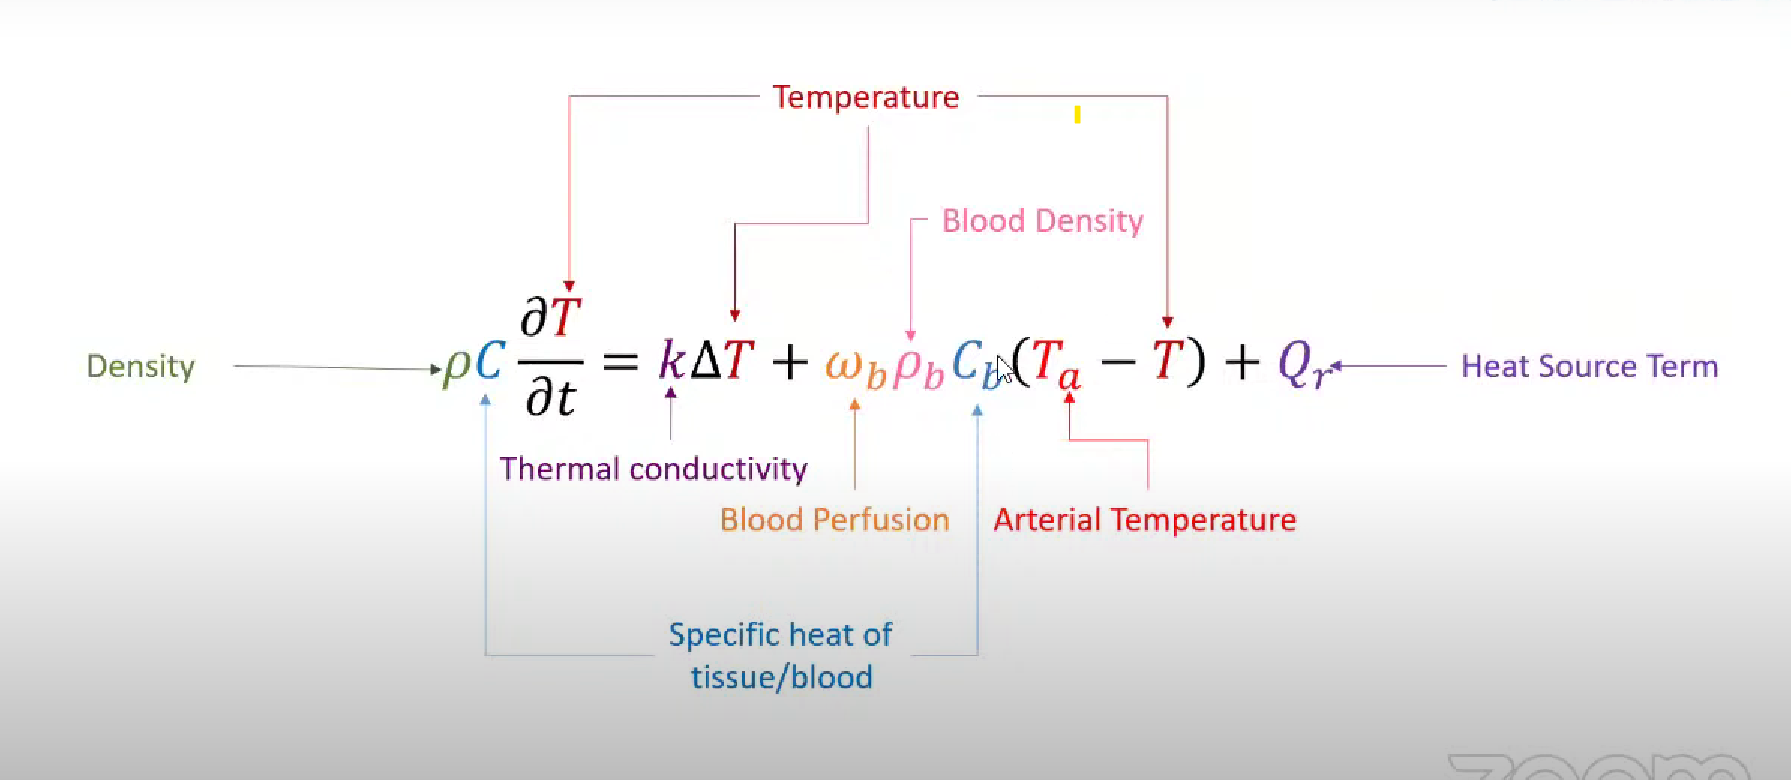 Temperature
Blood Density
Density
ρC ∂T/∂t = kΔT + ω_b ρ_b C_b (T_a − T) + Q_r
Heat Source Term
Thermal conductivity
Blood Perfusion
Arterial Temperature
Specific heat of
tissue/blood
zoom